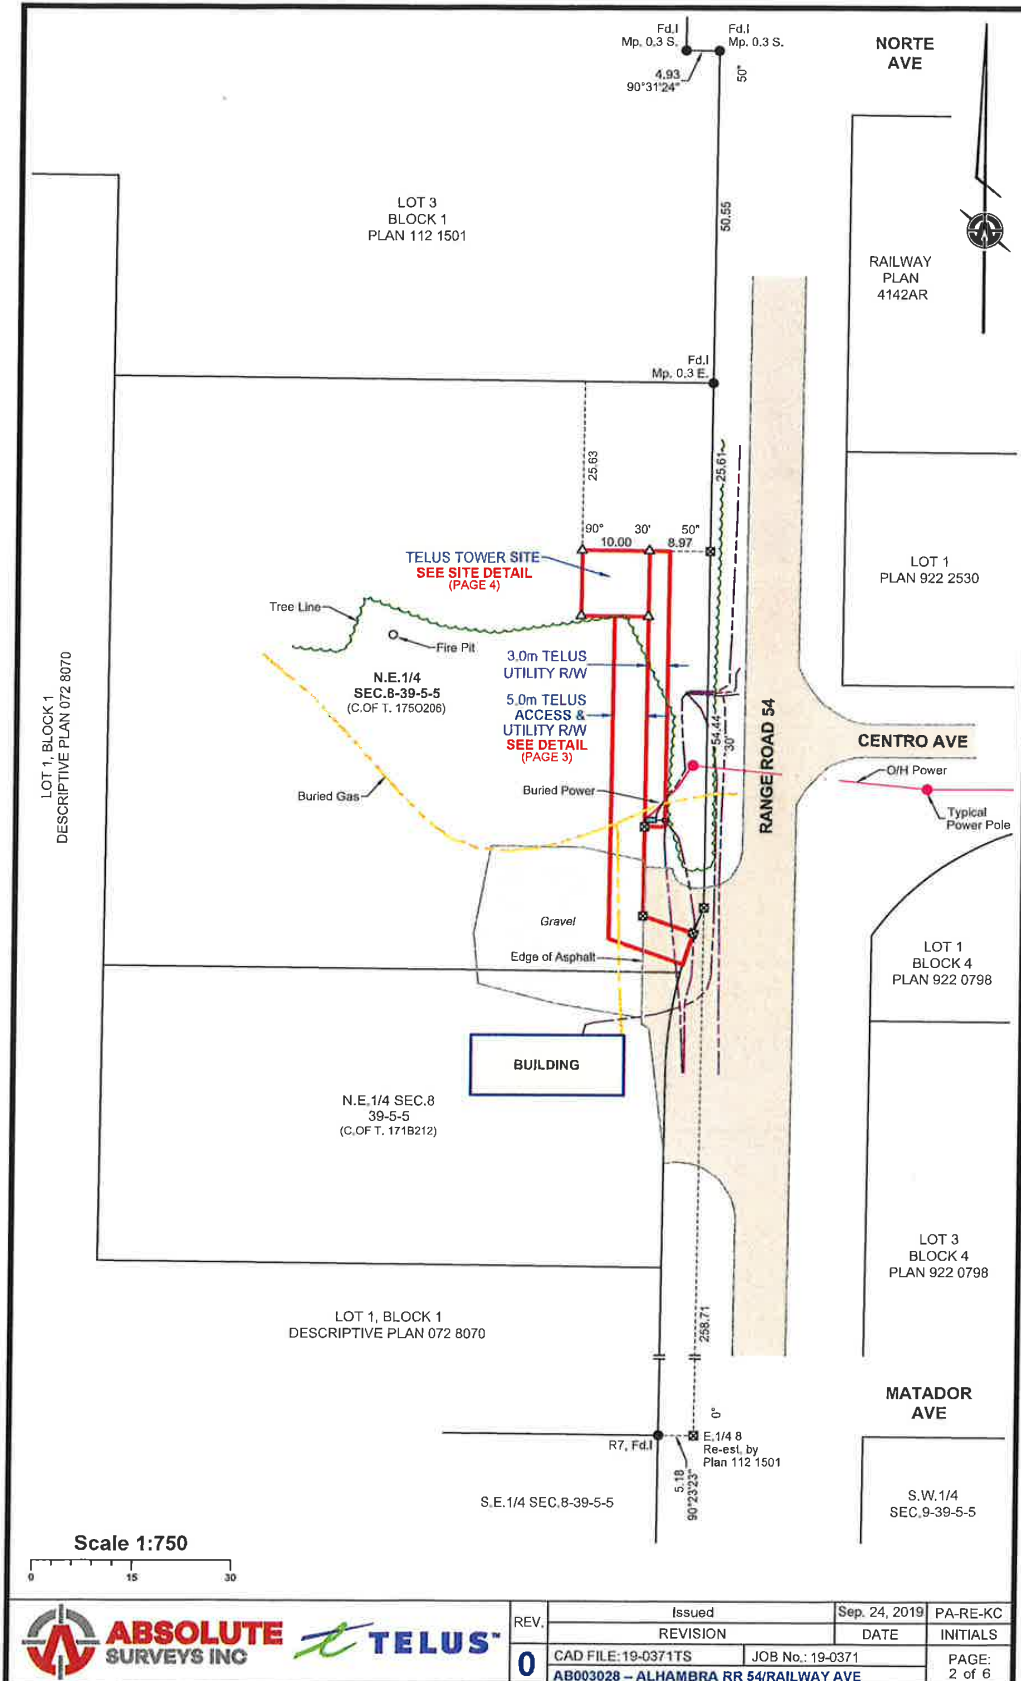 Fd.I
Mp. 0.3 S.
Fd.I
Mp. 0.3 S.
NORTE
AVE
4.93
90°31'24"
50"
LOT 3
BLOCK 1
PLAN 112 1501
50.55
RAILWAY
PLAN
4142AR
Fd.I
Mp. 0.3 E.
25.63
25.61
90°
30'
50"
10.00
8.97
TELUS TOWER SITE
SEE SITE DETAIL
(PAGE 4)
LOT 1
PLAN 922 2530
Tree Line
Fire Pit
N.E.1/4
SEC.8-39-5-5
(C.OF T. 175O206)
3.0m TELUS
UTILITY R/W
5.0m TELUS
ACCESS &
UTILITY R/W
SEE DETAIL
(PAGE 3)
LOT 1, BLOCK 1
DESCRIPTIVE PLAN 072 8070
54.44
30'
RANGE ROAD 54
CENTRO AVE
O/H Power
Typical
Power Pole
Buried Gas
Buried Power
Gravel
Edge of Asphalt
LOT 1
BLOCK 4
PLAN 922 0798
BUILDING
N.E.1/4 SEC.8
39-5-5
(C.OF T. 171B212)
LOT 3
BLOCK 4
PLAN 922 0798
LOT 1, BLOCK 1
DESCRIPTIVE PLAN 072 8070
258.71
MATADOR
AVE
0"
R7, Fd.I
E.1/4 8
Re-est. by
Plan 112 1501
5.18
90°23'23"
S.E.1/4 SEC.8-39-5-5
S.W.1/4
SEC.9-39-5-5
Scale 1:750
0 15 30
ABSOLUTE
SURVEYS INC
TELUS™
REV.
Issued
Sep. 24, 2019
PA-RE-KC
REVISION
DATE
INITIALS
0
CAD FILE: 19-0371TS
JOB No.: 19-0371
PAGE:
2 of 6
AB003028 – ALHAMBRA RR 54/RAILWAY AVE